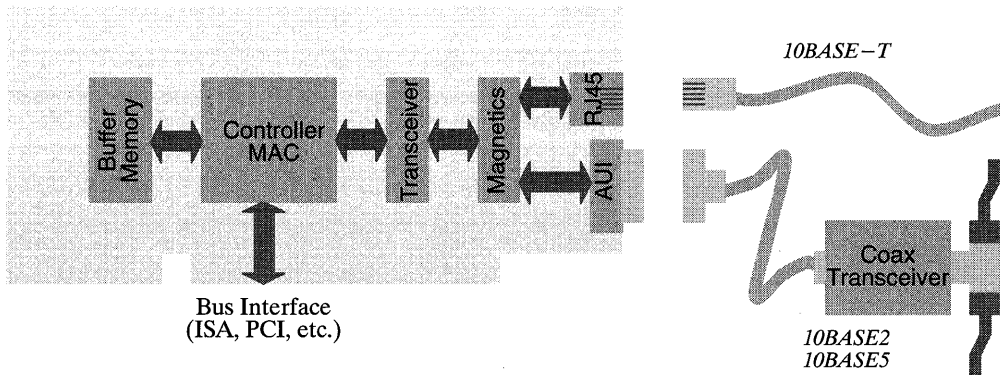 10BASE-T
Buffer
Memory
Controller
MAC
Transceiver
Magnetics
RJ45
AUI
Coax
Transceiver
Bus Interface
(ISA, PCI, etc.)
10BASE2
10BASE5